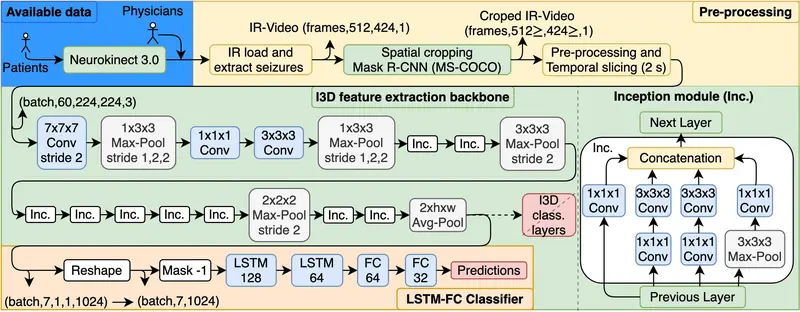 Available data
Physicians
Patients
Neurokinect 3.0
IR-Video (frames,512,424,1)
IR load and
extract seizures
Croped IR-Video
(frames,512≥,424≥,1)
Spatial cropping
Mask R-CNN (MS-COCO)
Pre-processing
Pre-processing and
Temporal slicing (2 s)
(batch,60,224,224,3)
I3D feature extraction backbone
7x7x7
Conv
stride 2
1x3x3
Max-Pool
stride 1,2,2
1x1x1
Conv
3x3x3
Conv
1x3x3
Max-Pool
stride 1,2,2
Inc.
Inc.
3x3x3
Max-Pool
stride 2
Inc.
Inc.
Inc.
Inc.
Inc.
2x2x2
Max-Pool
stride 2
Inc.
Inc.
2xhxw
Avg-Pool
I3D
class.
layers
Inception module (Inc.)
Next Layer
Inc.
Concatenation
1x1x1
Conv
3x3x3
Conv
3x3x3
Conv
1x1x1
Conv
1x1x1
Conv
1x1x1
Conv
3x3x3
Max-Pool
Previous Layer
Reshape
Mask -1
LSTM
128
LSTM
64
FC
64
FC
32
Predictions
(batch,7,1,1,1024)
(batch,7,1024)
LSTM-FC Classifier